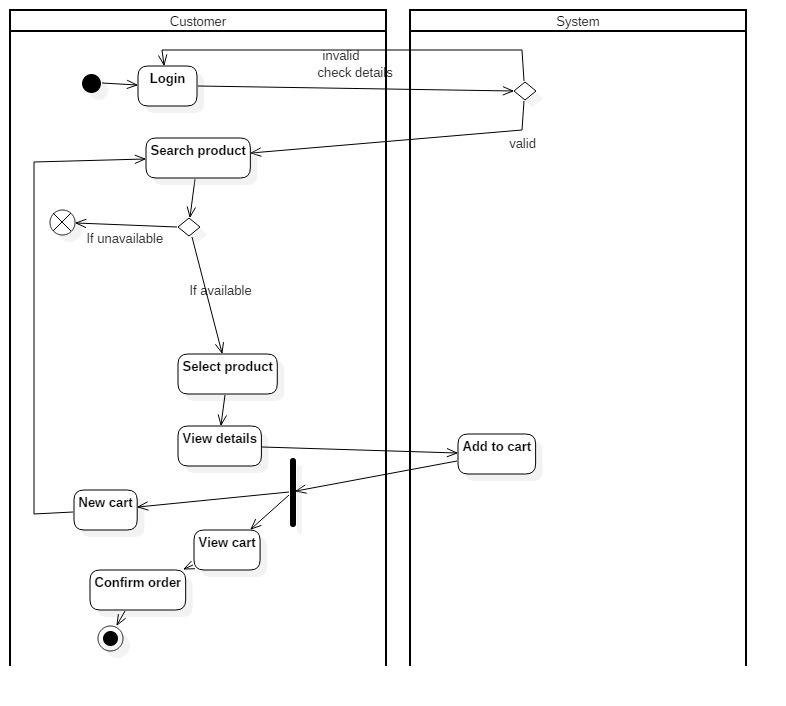 Customer
System
invalid
check details
Login
valid
Search product
If unavailable
If available
Select product
View details
Add to cart
New cart
View cart
Confirm order